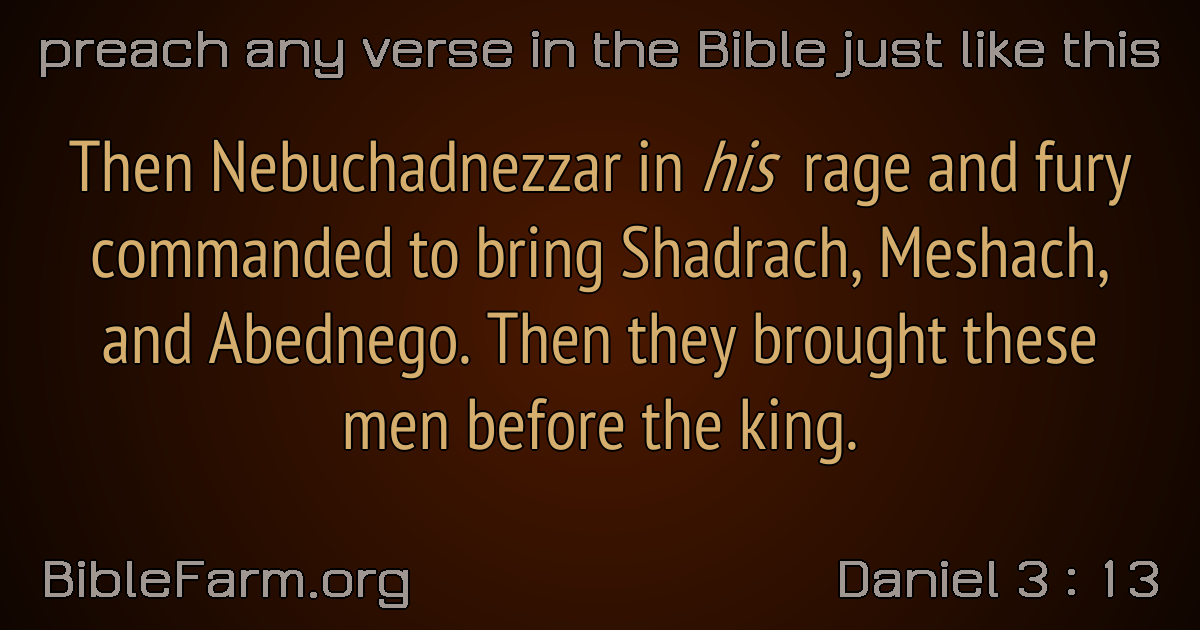 preach any verse in the Bible just like this
Then Nebuchadnezzar in his rage and fury
commanded to bring Shadrach, Meshach,
and Abednego. Then they brought these
men before the king.
BibleFarm.org
Daniel 3 : 13